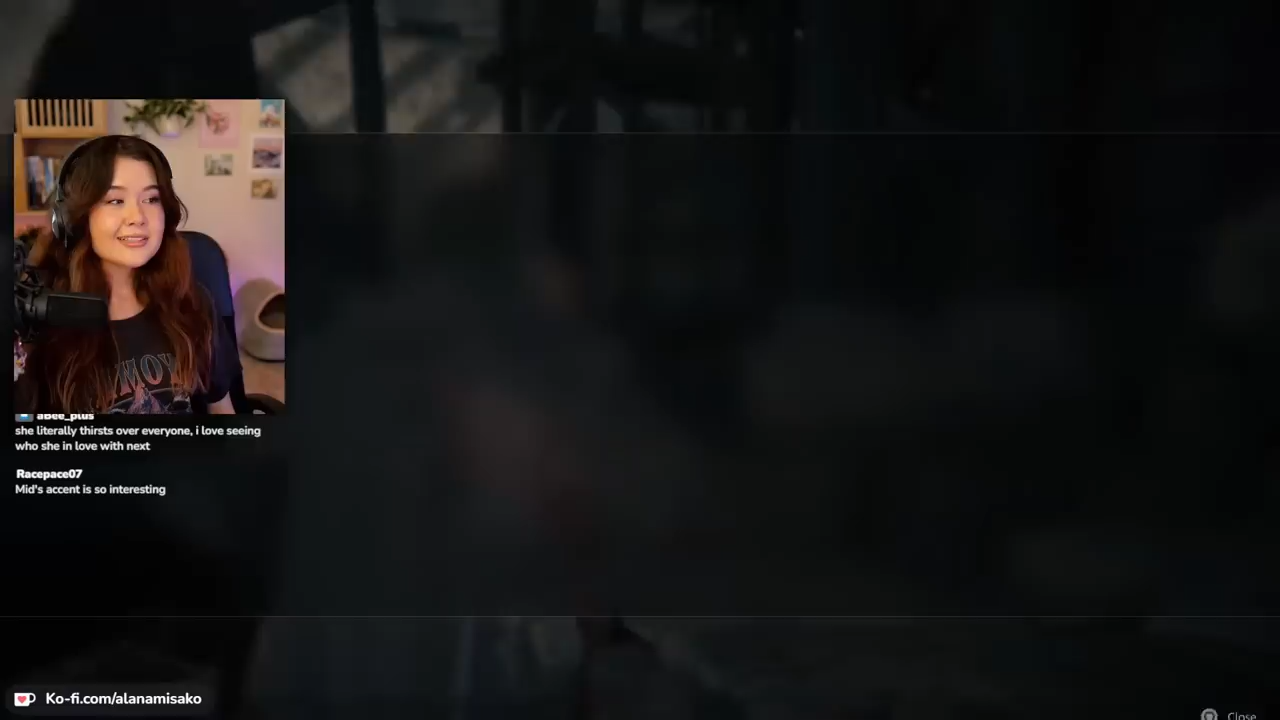 aBee_plus
she literally thirsts over everyone, i love seeing
who she in love with next
Racepace07
Mid's accent is so interesting
Ko-fi.com/alanamisako
Close